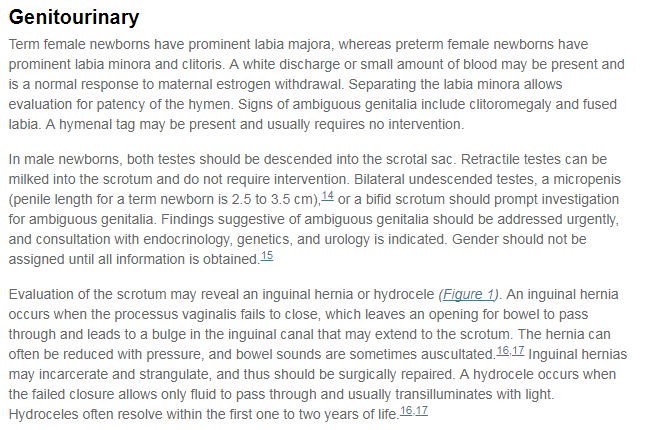 Genitourinary
Term female newborns have prominent labia majora, whereas preterm female newborns have
prominent labia minora and clitoris. A white discharge or small amount of blood may be present and
is a normal response to maternal estrogen withdrawal. Separating the labia minora allows
evaluation for patency of the hymen. Signs of ambiguous genitalia include clitoromegaly and fused
labia. A hymenal tag may be present and usually requires no intervention.
In male newborns, both testes should be descended into the scrotal sac. Retractile testes can be
milked into the scrotum and do not require intervention. Bilateral undescended testes, a micropenis
(penile length for a term newborn is 2.5 to 3.5 cm),14 or a bifid scrotum should prompt investigation
for ambiguous genitalia. Findings suggestive of ambiguous genitalia should be addressed urgently,
and consultation with endocrinology, genetics, and urology is indicated. Gender should not be
assigned until all information is obtained.15
Evaluation of the scrotum may reveal an inguinal hernia or hydrocele (Figure 1). An inguinal hernia
occurs when the processus vaginalis fails to close, which leaves an opening for bowel to pass
through and leads to a bulge in the inguinal canal that may extend to the scrotum. The hernia can
often be reduced with pressure, and bowel sounds are sometimes auscultated.16,17 Inguinal hernias
may incarcerate and strangulate, and thus should be surgically repaired. A hydrocele occurs when
the failed closure allows only fluid to pass through and usually transilluminates with light.
Hydroceles often resolve within the first one to two years of life.16,17